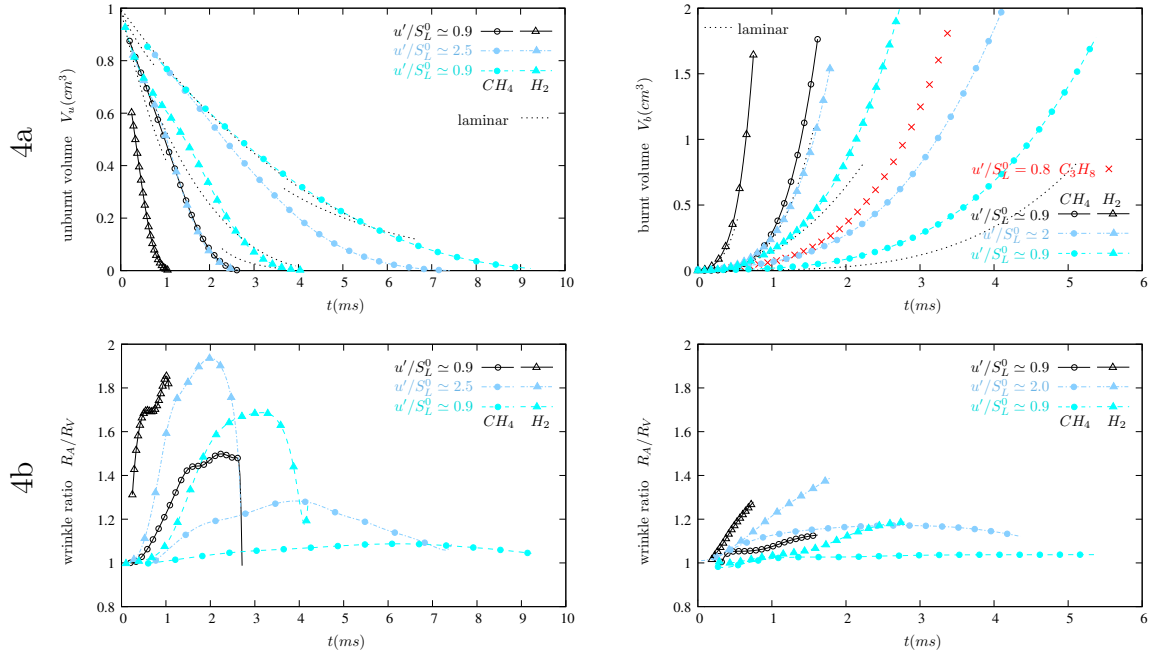 4a
unburnt volume V_u(cm^3)
1
0.8
0.6
0.4
0.2
0
u′/S_L^0 ≃ 0.9
u′/S_L^0 ≃ 2.5
u′/S_L^0 ≃ 0.9
CH_4 H_2
laminar
0 1 2 3 4 5 6 7 8 9 10
t(ms)
burnt volume V_b(cm^3)
2
1.5
1
0.5
0
laminar
u′/S_L^0 = 0.8 C_3H_8
CH_4 H_2
u′/S_L^0 ≃ 0.9
u′/S_L^0 ≃ 2
u′/S_L^0 ≃ 0.9
0 1 2 3 4 5 6
t(ms)
4b
wrinkle ratio R_A/R_V
2
1.8
1.6
1.4
1.2
1
0.8
u′/S_L^0 ≃ 0.9
u′/S_L^0 ≃ 2.5
u′/S_L^0 ≃ 0.9
CH_4 H_2
0 1 2 3 4 5 6 7 8 9 10
t(ms)
wrinkle ratio R_A/R_V
2
1.8
1.6
1.4
1.2
1
0.8
u′/S_L^0 ≃ 0.9
u′/S_L^0 ≃ 2.0
u′/S_L^0 ≃ 0.9
CH_4 H_2
0 1 2 3 4 5 6
t(ms)